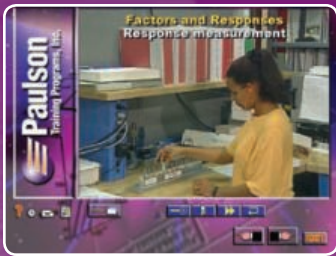 Factors and Responses
Response measurement
Paulson
Training Programs, Inc.